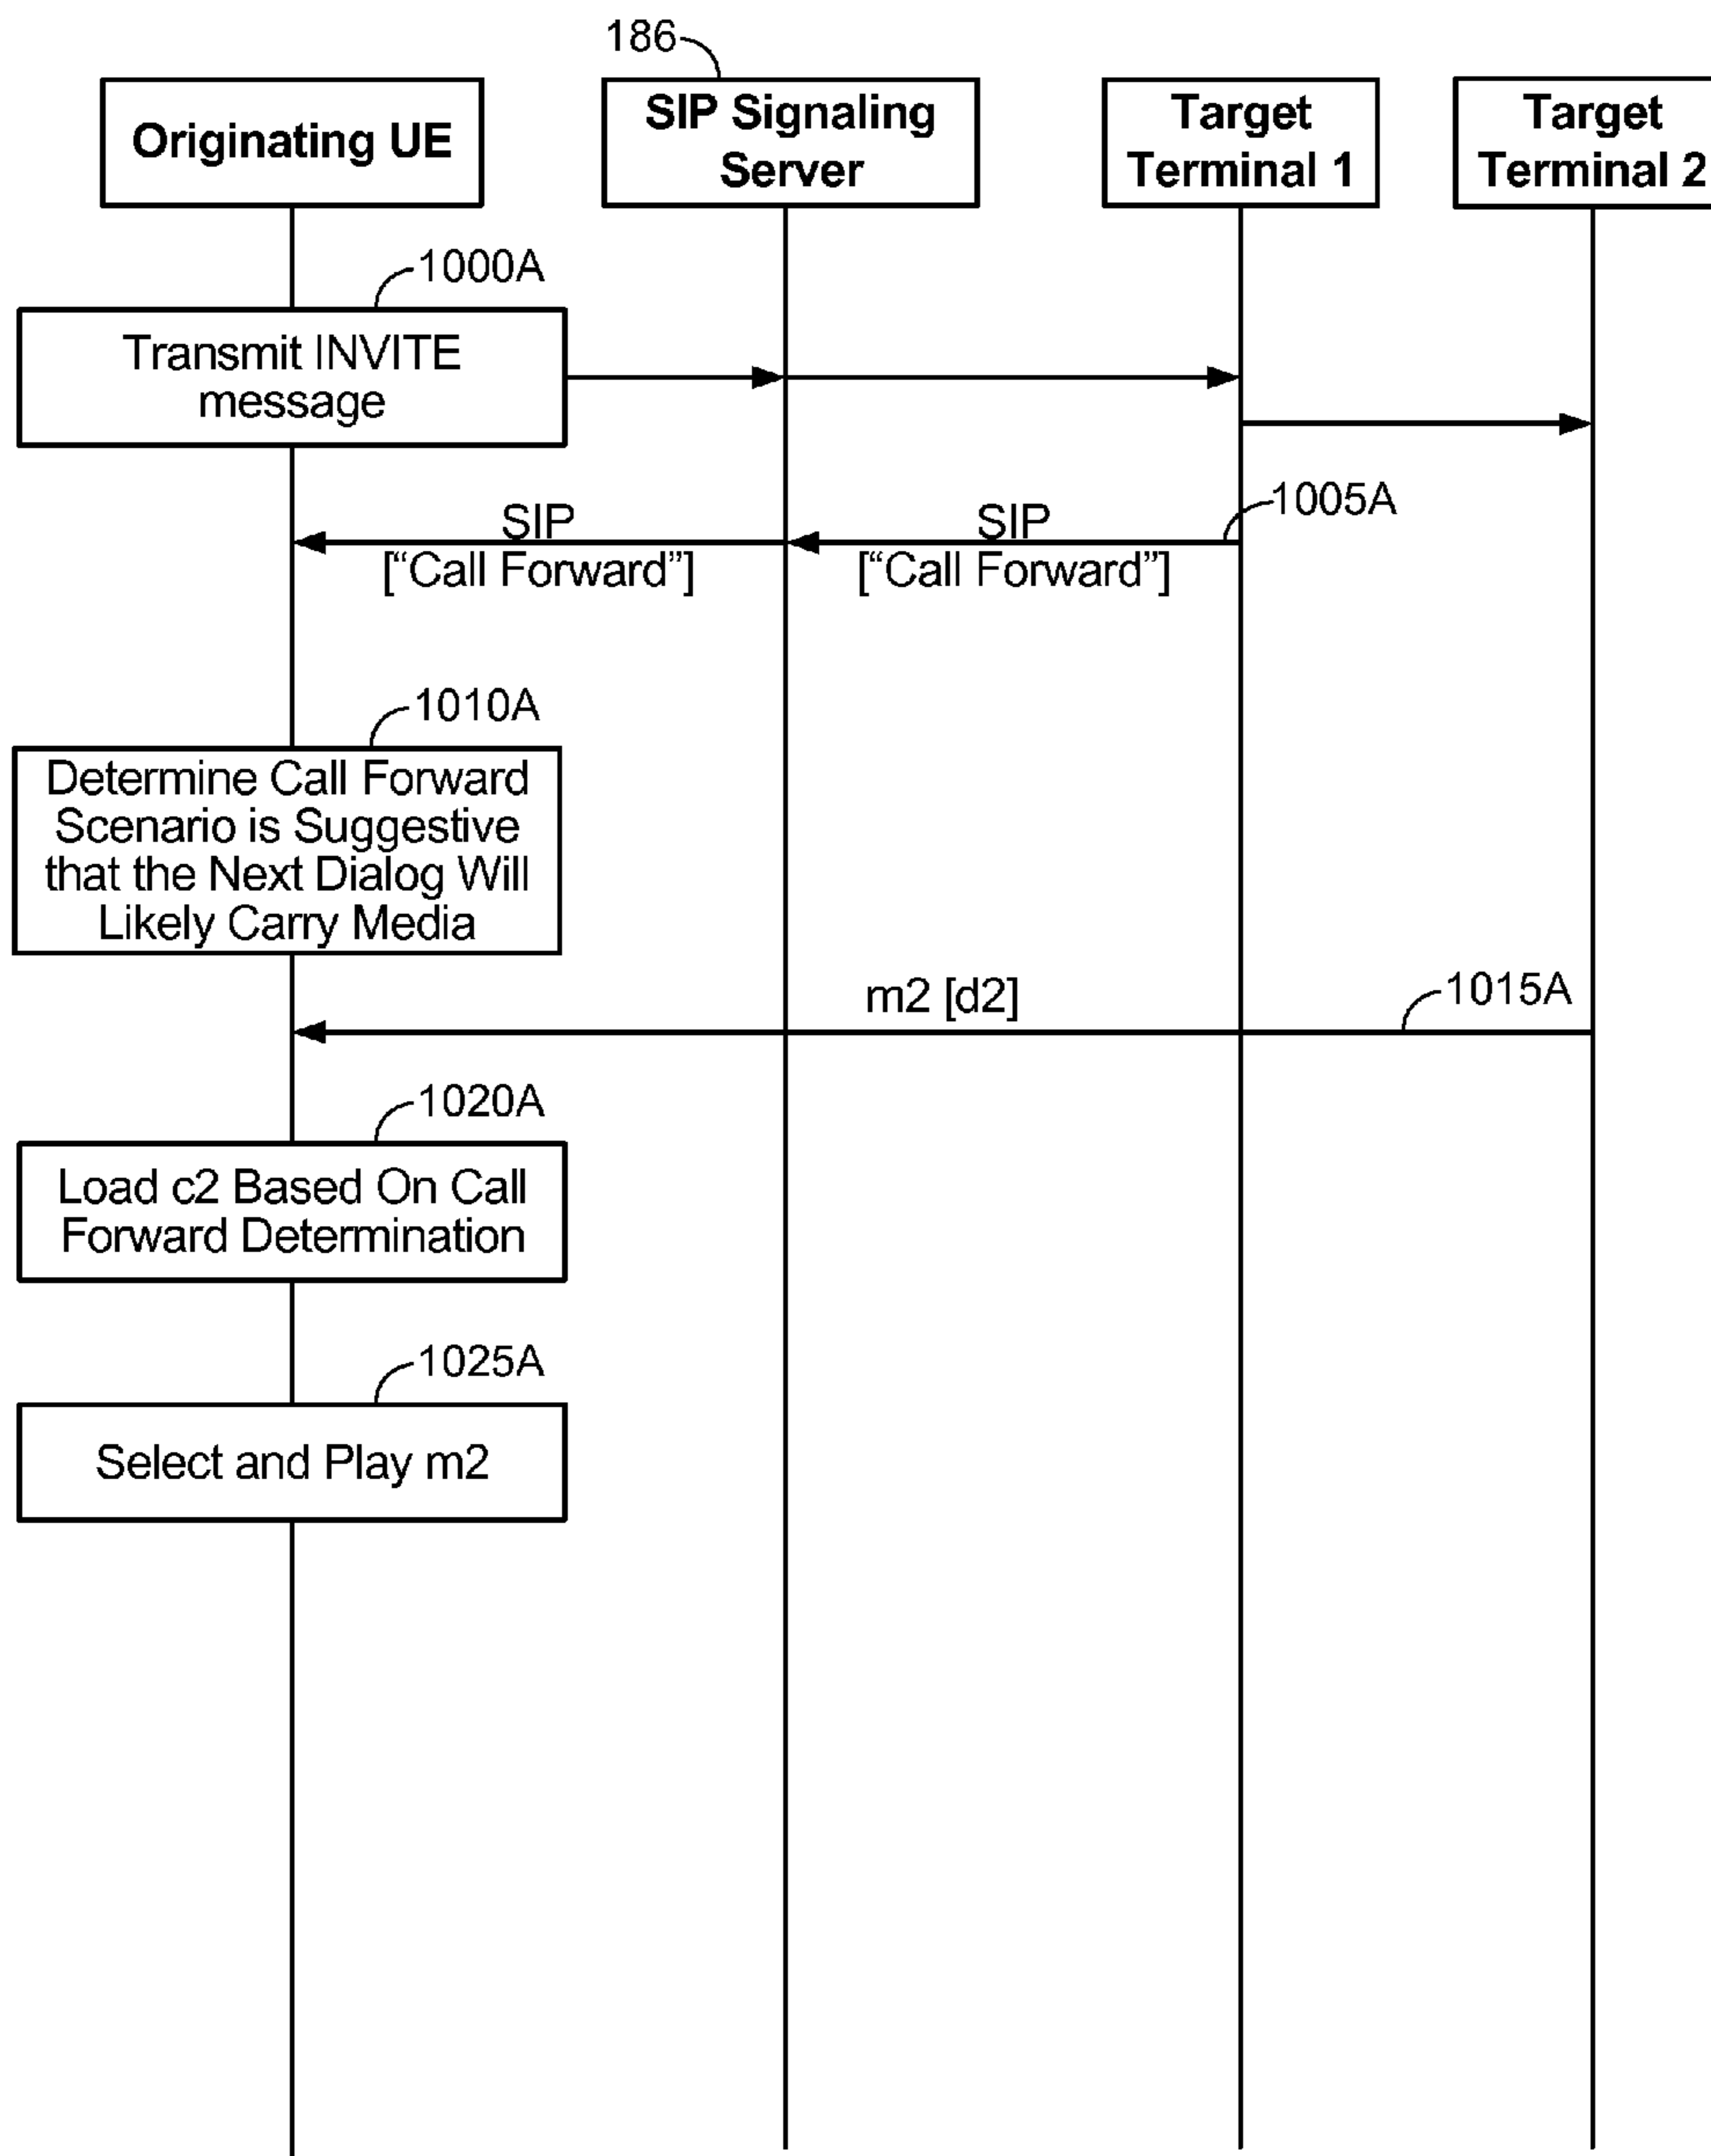 186
Originating UE
SIP Signaling
Server
Target
Terminal 1
Target
Terminal 2
1000A
Transmit INVITE
message
1005A
SIP
["Call Forward"]
SIP
["Call Forward"]
1010A
Determine Call Forward
Scenario is Suggestive
that the Next Dialog Will
Likely Carry Media
m2 [d2]
1015A
1020A
Load c2 Based On Call
Forward Determination
1025A
Select and Play m2